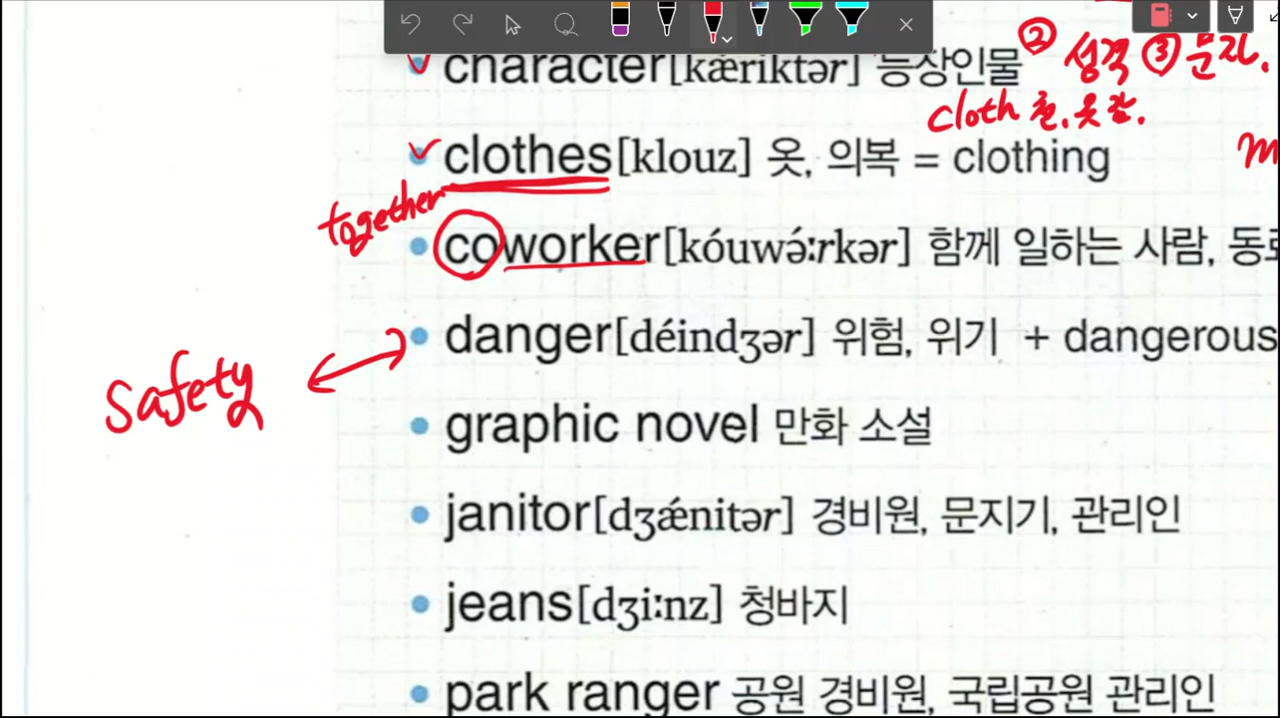 character[kǽriktər] 등장인물 ② 성격 ③ 문자.
cloth 천. 옷감.
clothes[klouz] 옷, 의복 = clothing
together
coworker[kóuwə́ːrkər] 함께 일하는 사람, 동료
danger[déindʒər] 위험, 위기 + dangerous
safety
graphic novel 만화 소설
janitor[dʒǽnitər] 경비원, 문지기, 관리인
jeans[dʒiːnz] 청바지
park ranger 공원 경비원, 국립공원 관리인